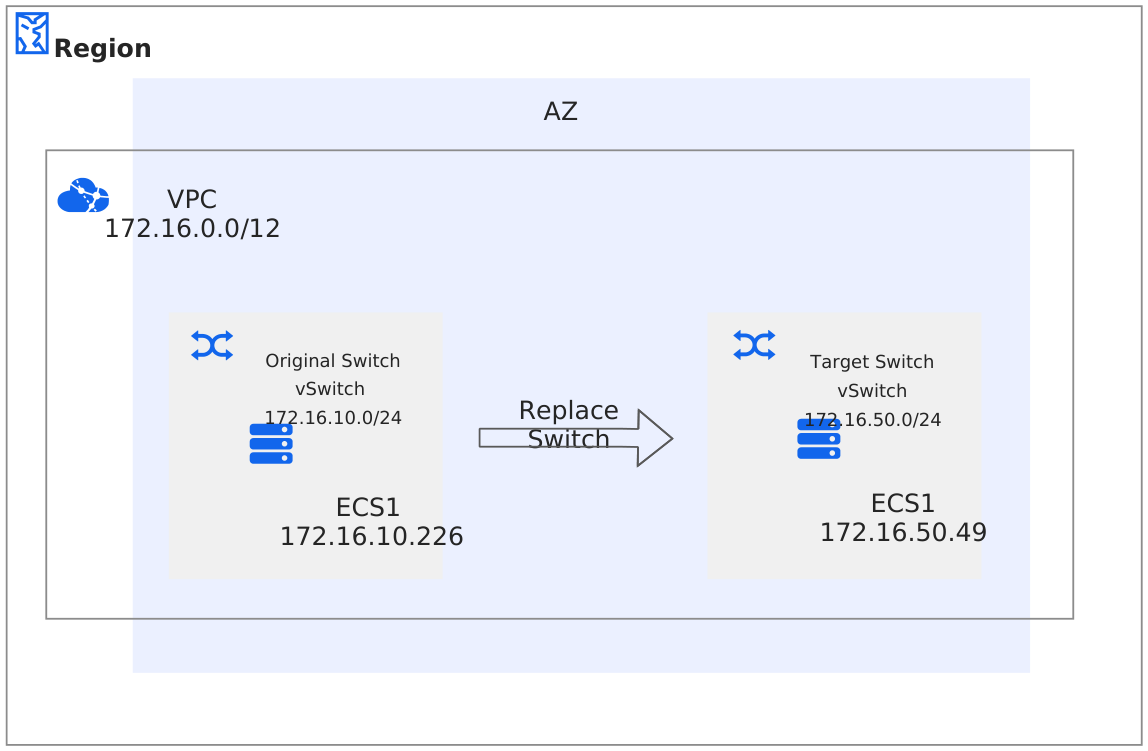 Region
AZ
VPC
172.16.0.0/12
Original Switch
vSwitch
172.16.10.0/24
ECS1
172.16.10.226
Replace
Switch
Target Switch
vSwitch
172.16.50.0/24
ECS1
172.16.50.49